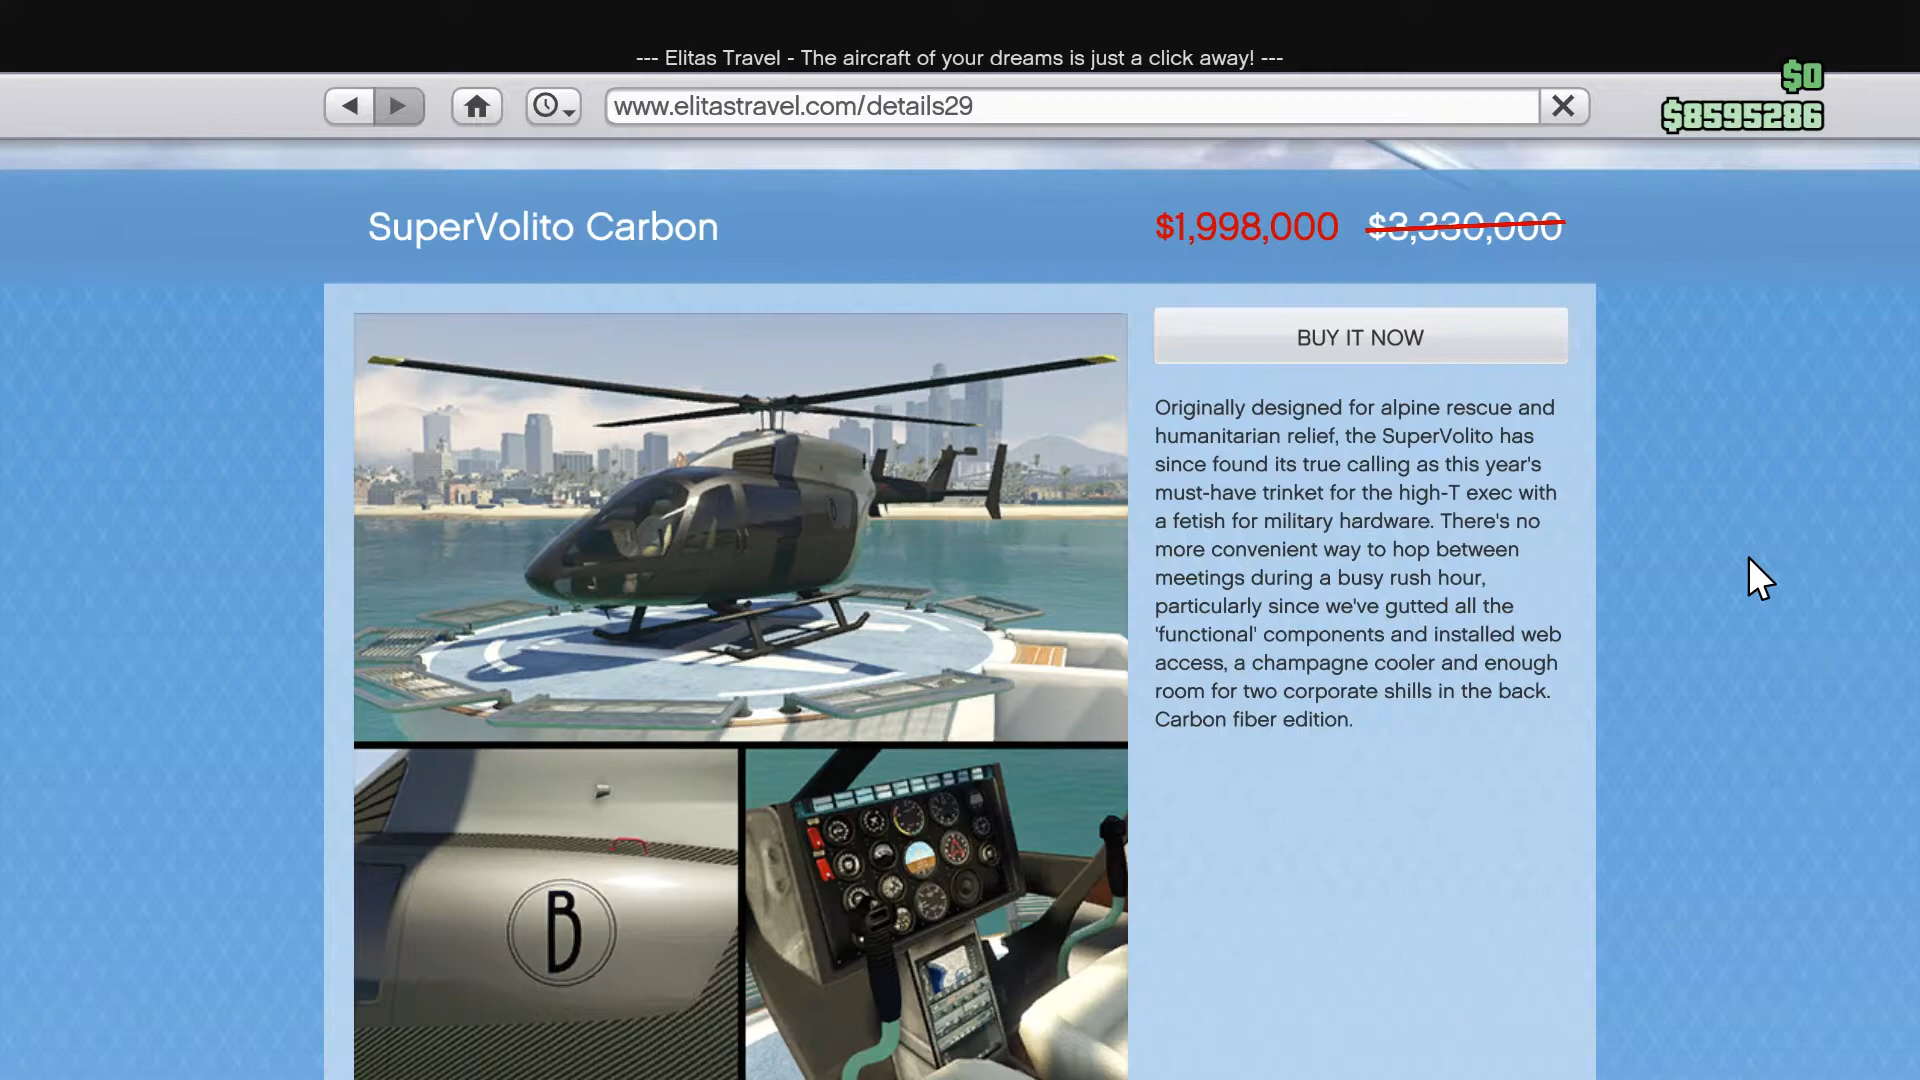 --- Elitas Travel - The aircraft of your dreams is just a click away! ---
$0
www.elitastravel.com/details29
$8595286
SuperVolito Carbon
$1,998,000 $3,330,000
BUY IT NOW
Originally designed for alpine rescue and
humanitarian relief, the SuperVolito has
since found its true calling as this year's
must-have trinket for the high-T exec with
a fetish for military hardware. There's no
more convenient way to hop between
meetings during a busy rush hour,
particularly since we've gutted all the
'functional' components and installed web
access, a champagne cooler and enough
room for two corporate shills in the back.
Carbon fiber edition.
B